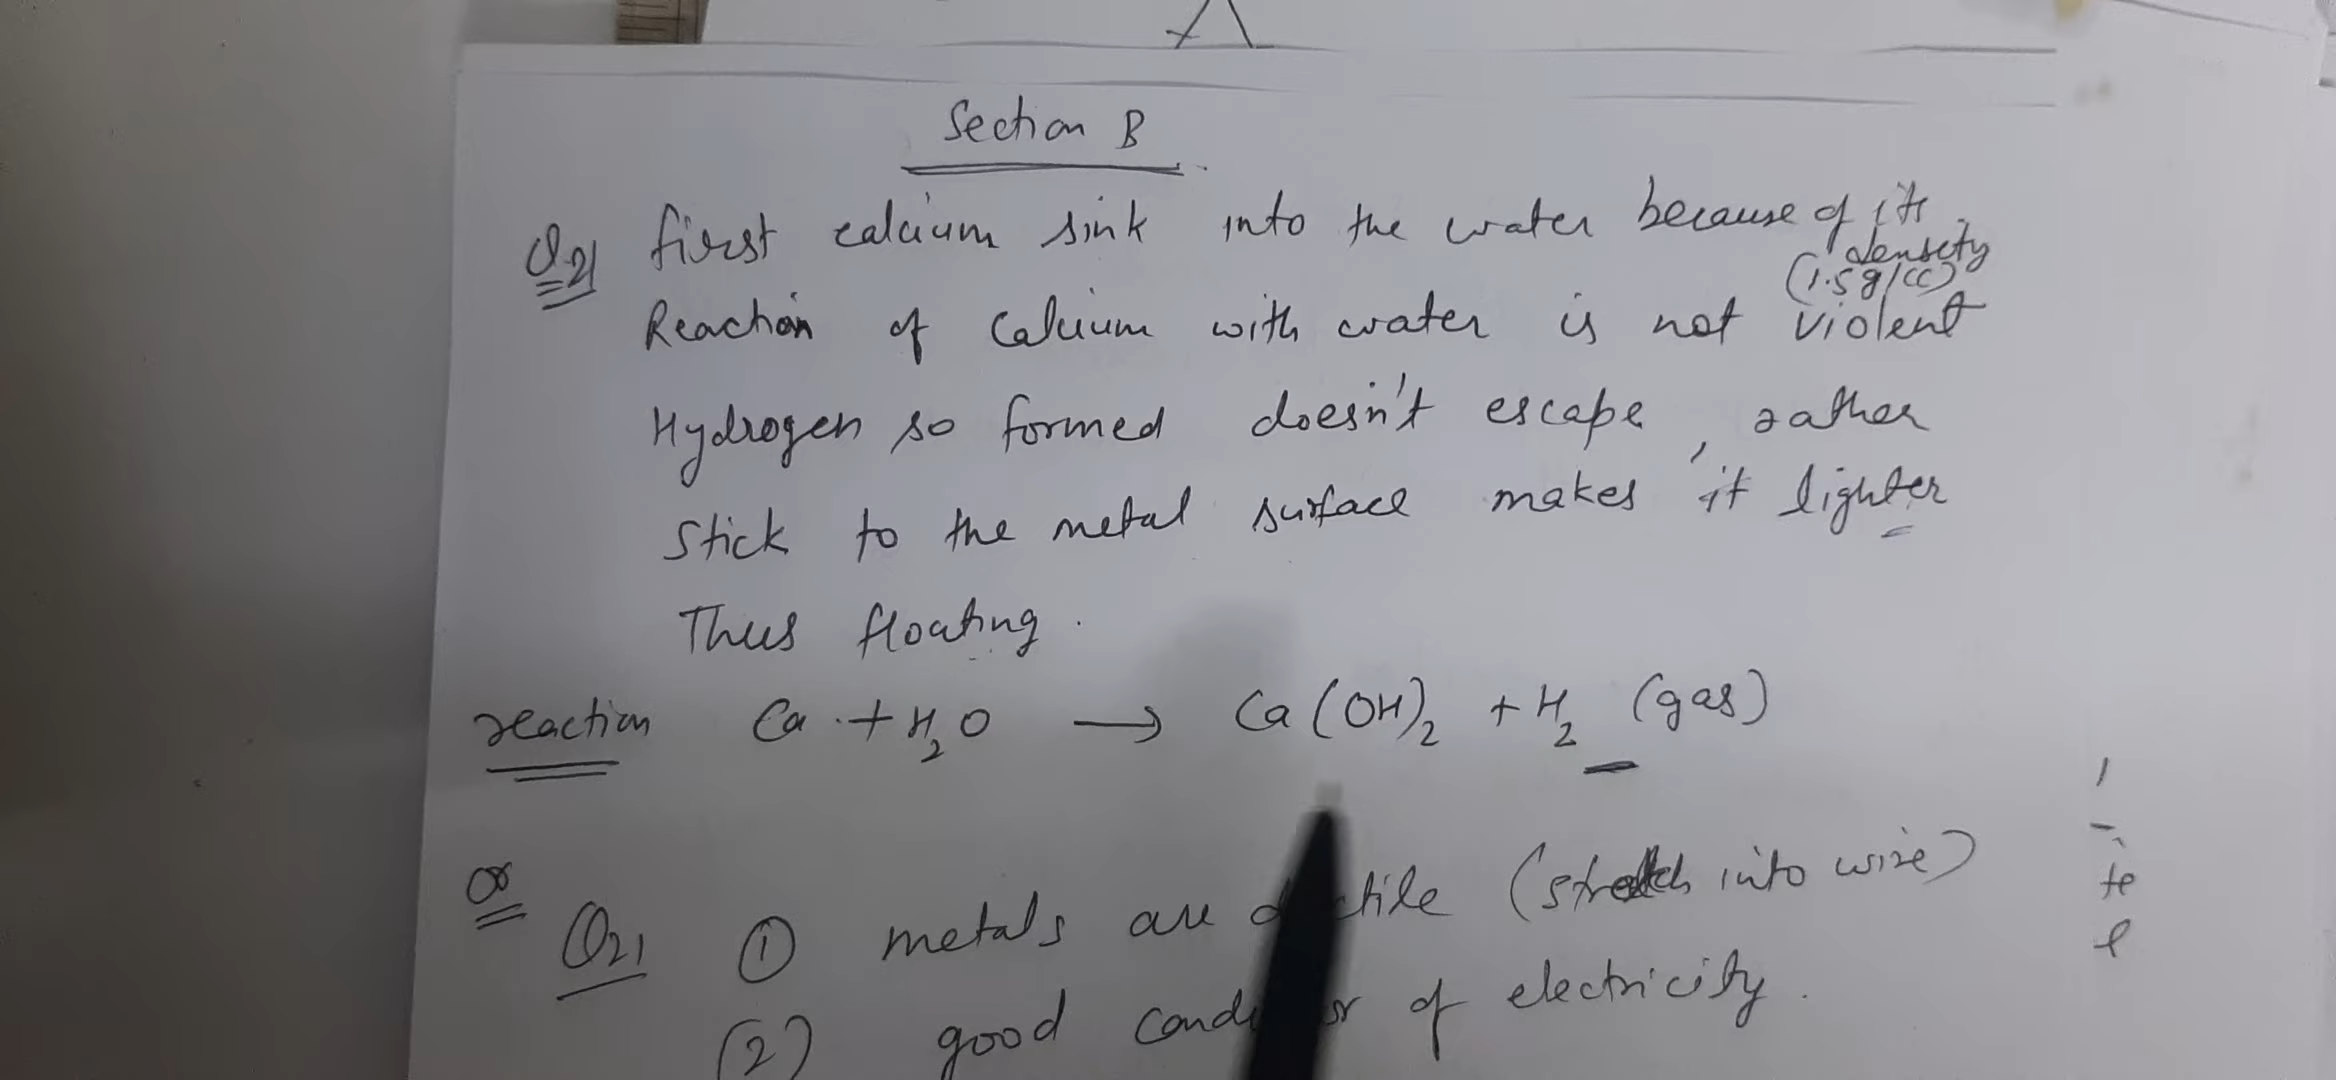 Section B
Q21 first calcium sink into the water because of its density
(1.5g/cc)
Reaction of Calcium with water is not violent
Hydrogen so formed doesn't escape, rather
Stick to the metal surface makes it lighter
Thus floating.
reaction Ca + H₂O → Ca(OH)₂ + H₂ (gas)
Or
Q21 ① metals are (stretch into wire)
(2) good of electricity.